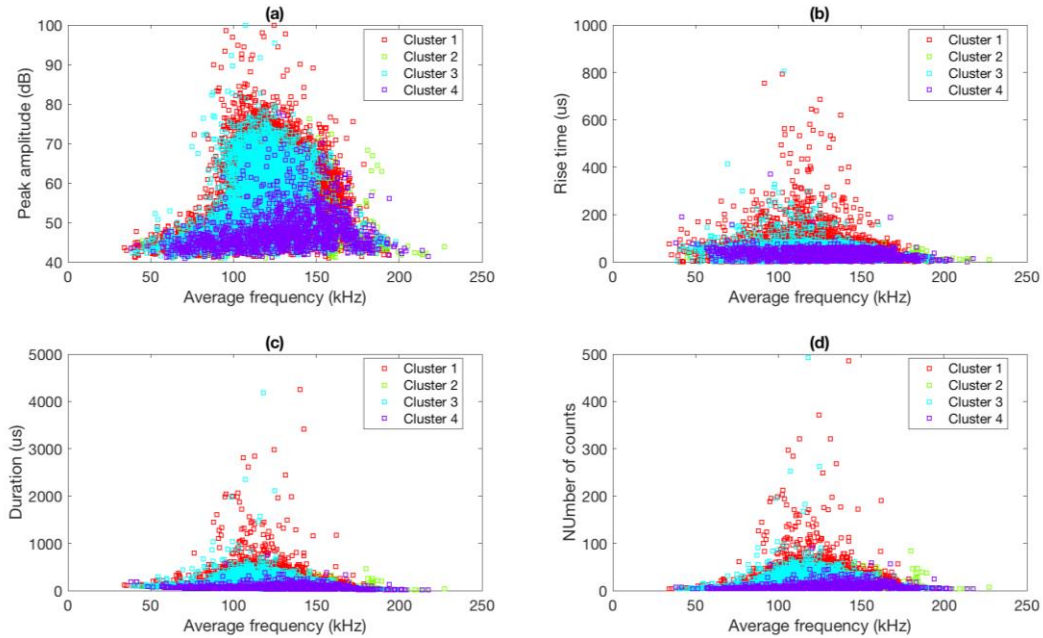 (a)
Peak amplitude (dB)
100
90
80
70
60
50
40
0
50
100
150
200
250
Average frequency (kHz)
Cluster 1
Cluster 2
Cluster 3
Cluster 4
(b)
Rise time (us)
1000
800
600
400
200
0
0
50
100
150
200
250
Average frequency (kHz)
Cluster 1
Cluster 2
Cluster 3
Cluster 4
(c)
Duration (us)
5000
4000
3000
2000
1000
0
0
50
100
150
200
250
Average frequency (kHz)
Cluster 1
Cluster 2
Cluster 3
Cluster 4
(d)
NUmber of counts
500
400
300
200
100
0
0
50
100
150
200
250
Average frequency (kHz)
Cluster 1
Cluster 2
Cluster 3
Cluster 4